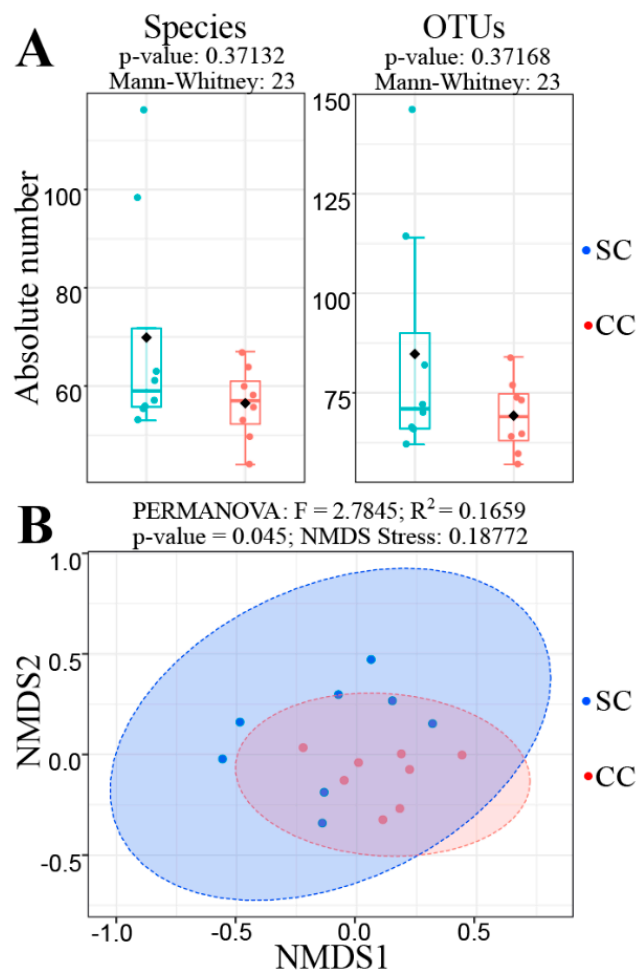 A
Species
p-value: 0.37132
Mann-Whitney: 23
OTUs
p-value: 0.37168
Mann-Whitney: 23
Absolute number
100
80
60
150
125
100
75
SC
CC
B
PERMANOVA: F = 2.7845; R² = 0.1659
p-value = 0.045; NMDS Stress: 0.18772
NMDS2
1.0
0.5
0.0
-0.5
-1.0
-0.5
0.0
0.5
NMDS1
SC
CC